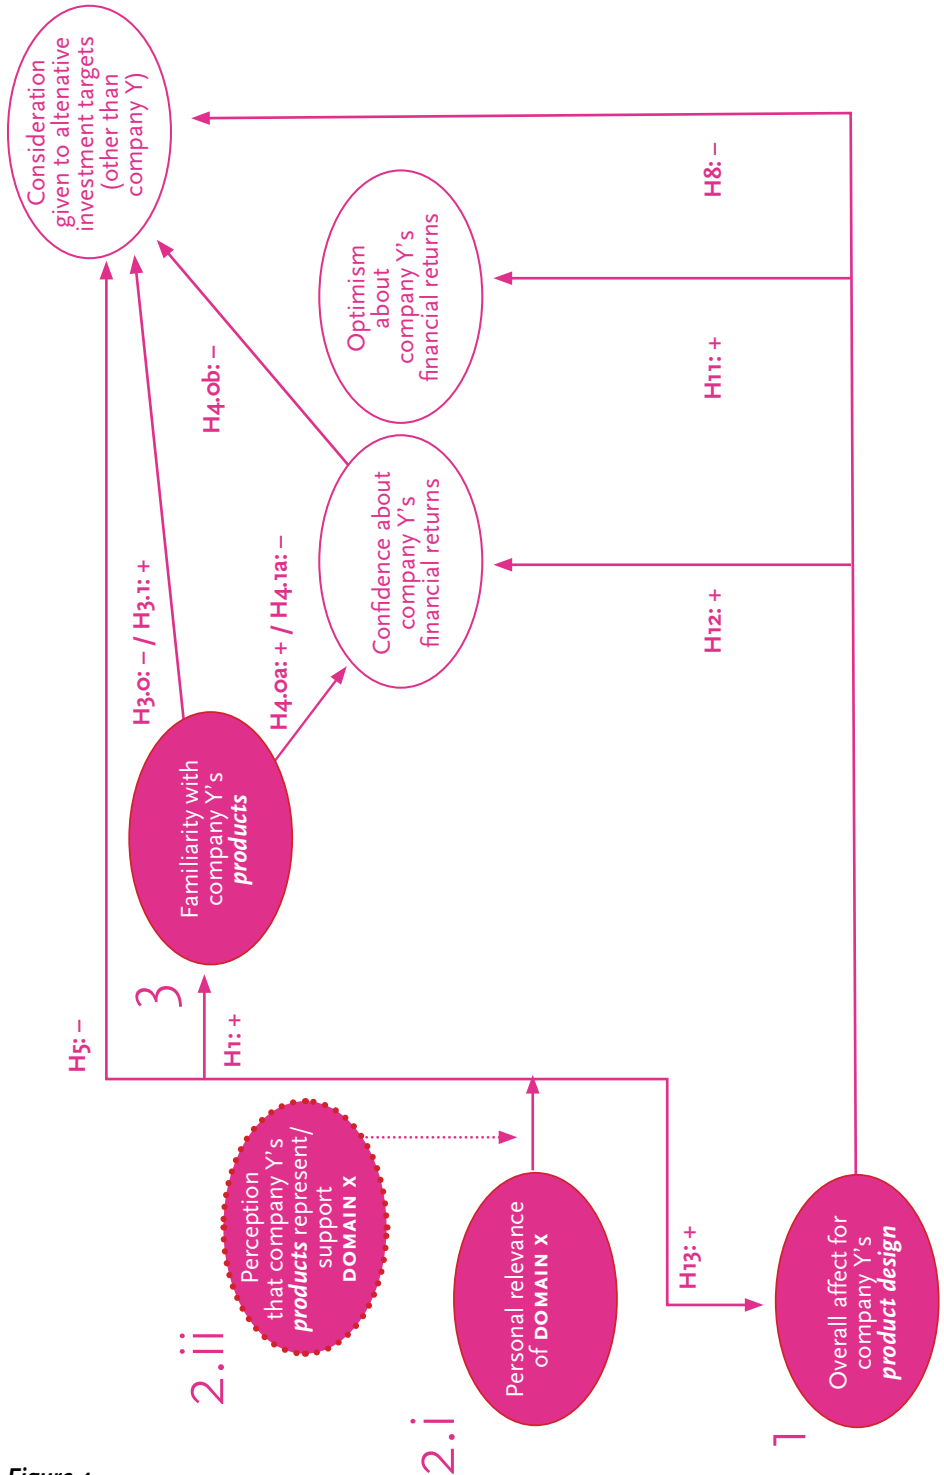 Consideration
given to altenative
investment targets
(other than
company Y)
H5: –
H3.0: – / H3.1: +
H4.0b: –
H8: –
3
Familiarity with
company Y's
products
H4.0a: + / H4.1a: –
Confidence about
company Y's
financial returns
Optimism
about
company Y's
financial returns
H12: +
H11: +
H1: +
2.ii
Perception
that company Y's
products represent/
support
DOMAIN X
2.i
Personal relevance
of DOMAIN X
H13: +
1
Overall affect for
company Y's
product design